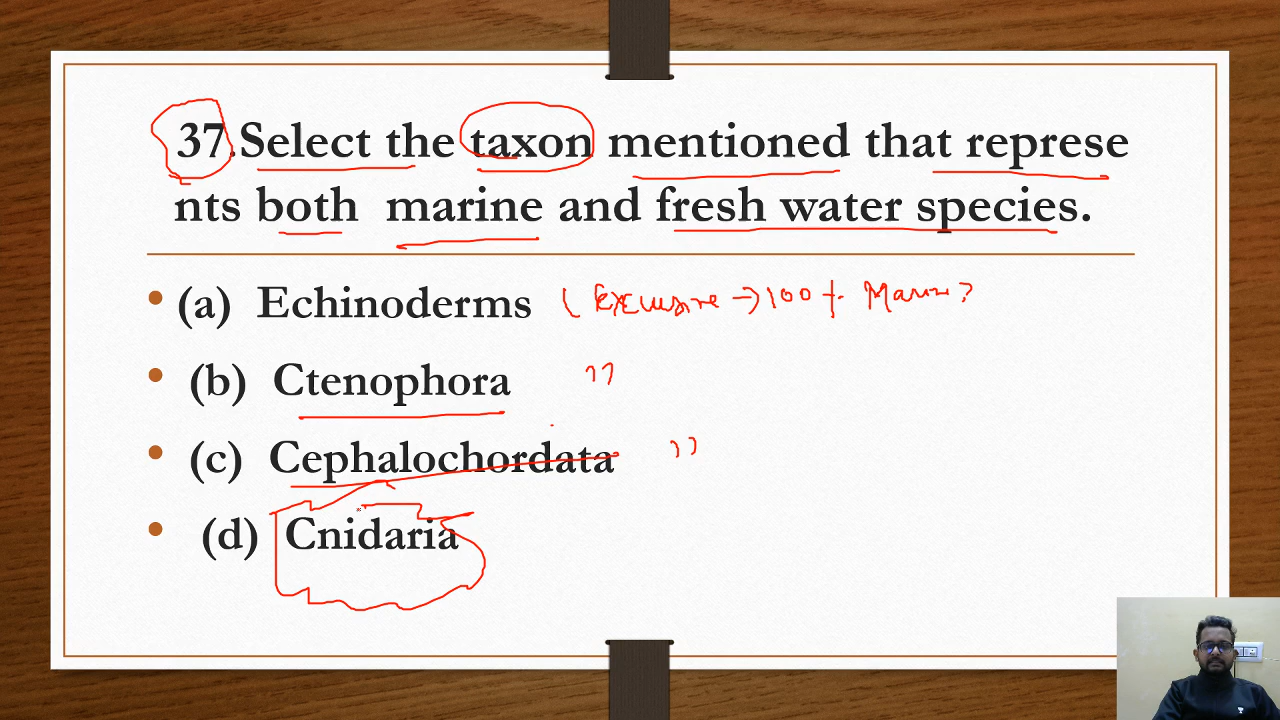 37.Select the taxon mentioned that represe
nts both marine and fresh water species.
(a) Echinoderms (Exclusive → 100 % Marine)
(b) Ctenophora ,,
(c) Cephalochordata ,,
(d) Cnidaria